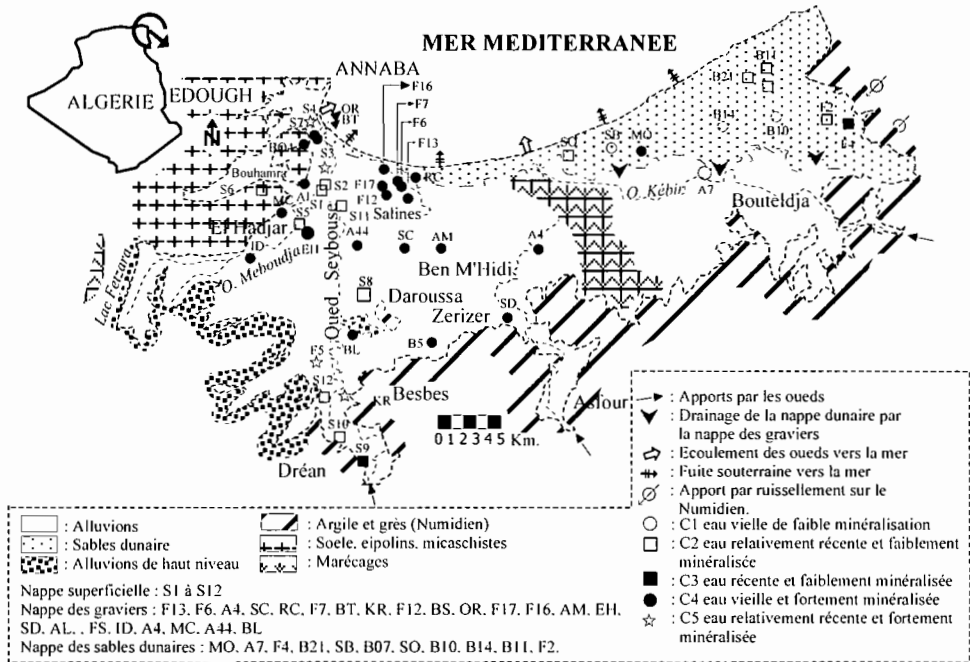 MER MEDITERRANEE
ALGERIE
EDOUGH
ANNABA
N
F16
F7
F6
F13
OR
BT
S4
S7
S3
Bouhamra
S6
MC
AL
S1
S2
S5
S11
F17
F12
RC
Salines
El Hadjar
ID
EH
O. Meboudja
Lac Fetzara
Oued Seybouse
A44
SC
AM
A4
Ben M'Hidi
S8
Daroussa
Zerizer
SD
BL
B5
F5
S12
KR
Besbes
S10
S9
Dréan
Asfour
SO
SB
MO
B21
B11
B14
B10
F2
O. Kébir
A7
Bouteldja
0 1 2 3 4 5 Km.
: Apports par les oueds
: Drainage de la nappe dunaire par
la nappe des graviers
: Ecoulement des oueds vers la mer
: Fuite souterraine vers la mer
: Apport par ruissellement sur le
Numidien.
: C1 eau vielle de faible minéralisation
: C2 eau relativement récente et faiblement
minéralisée
: C3 eau récente et faiblement minéralisée
: C4 eau vieille et fortement minéralisée
: C5 eau relativement récente et fortement
minéralisée
: Alluvions
: Sables dunaire
: Alluvions de haut niveau
: Argile et grès (Numidien)
: Socle. cipolins. micaschistes
: Marécages
Nappe superficielle : S1 à S12
Nappe des graviers : F13. F6. A4. SC. RC. F7. BT. KR. F12. BS. OR. F17. F16. AM. EH.
SD. AL. . FS. ID. A4. MC. A44. BL
Nappe des sables dunaires : MO. A7. F4. B21. SB. B07. SO. B10. B14. B11. F2.